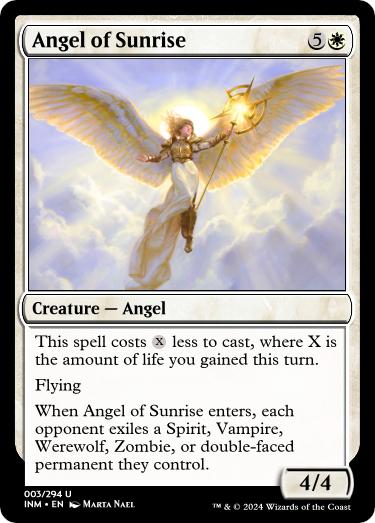 Angel of Sunrise 5
Creature — Angel
This spell costs X less to cast, where X is
the amount of life you gained this turn.
Flying
When Angel of Sunrise enters, each
opponent exiles a Spirit, Vampire,
Werewolf, Zombie, or double-faced
permanent they control.
4/4
003/294 U
INM • EN Marta Nael
™ & © 2024 Wizards of the Coast